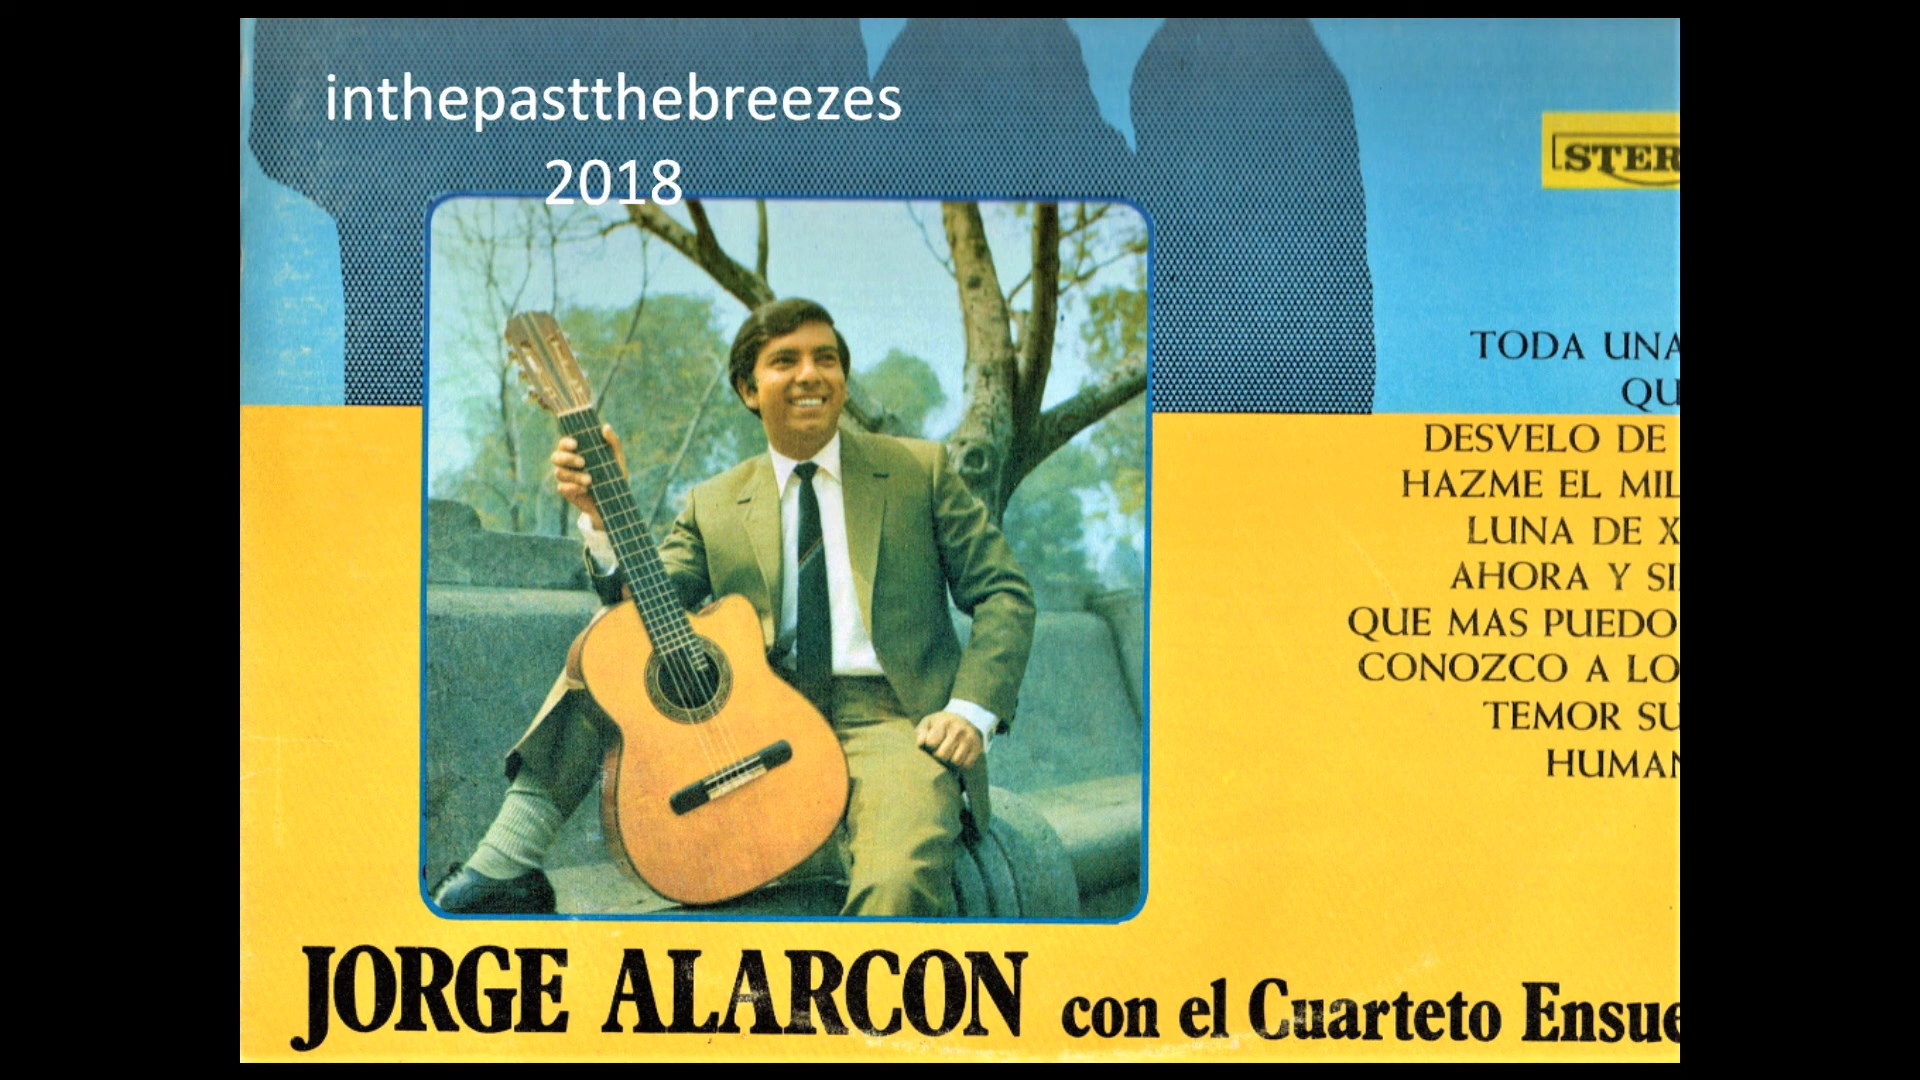 inthepastthebreezes
2018
STER
TODA UNA
QU
DESVELO DE
HAZME EL MIL
LUNA DE X
AHORA Y SI
QUE MAS PUEDO
CONOZCO A LO
TEMOR SU
HUMAN
JORGE ALARCON con el Cuarteto Ensue